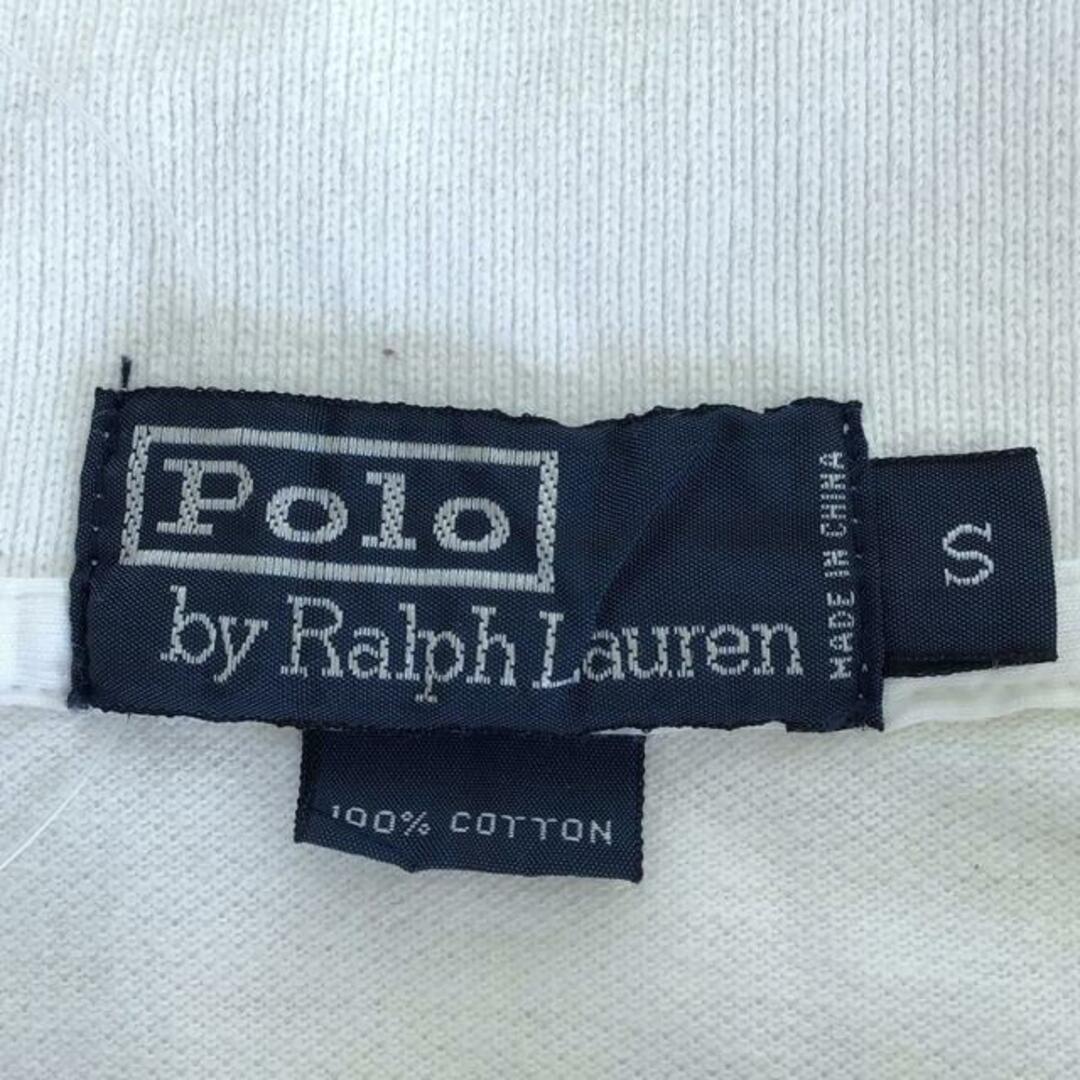 Polo
by Ralph Lauren
MADE IN CHINA
S
100% COTTON